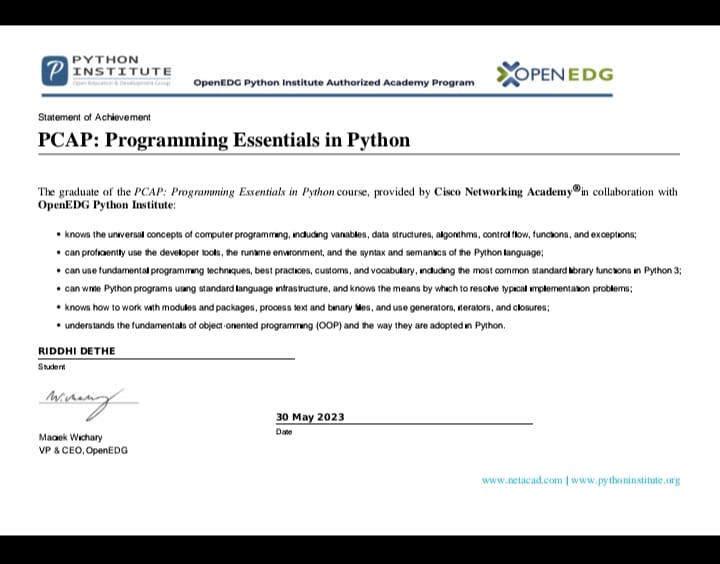 PYTHON
INSTITUTE
Open Education & Development Group
OpenEDG Python Institute Authorized Academy Program
OPENEDG
Statement of Achievement
PCAP: Programming Essentials in Python
The graduate of the PCAP: Programming Essentials in Python course, provided by Cisco Networking Academy® in collaboration with
OpenEDG Python Institute:
• knows the universal concepts of computer programming, including variables, data structures, algorithms, control flow, functions, and exceptions;
• can proficiently use the developer tools, the runtime environment, and the syntax and semantics of the Python language;
• can use fundamental programming techniques, best practices, customs, and vocabulary, including the most common standard library functions in Python 3;
• can write Python programs using standard language infrastructure, and knows the means by which to resolve typical implementation problems;
• knows how to work with modules and packages, process text and binary files, and use generators, iterators, and closures;
• understands the fundamentals of object-oriented programming (OOP) and the way they are adopted in Python.
RIDDHI DETHE
Student
30 May 2023
Date
Maciek Wichary
VP & CEO, OpenEDG
www.netacad.com | www.pythoninstitute.org